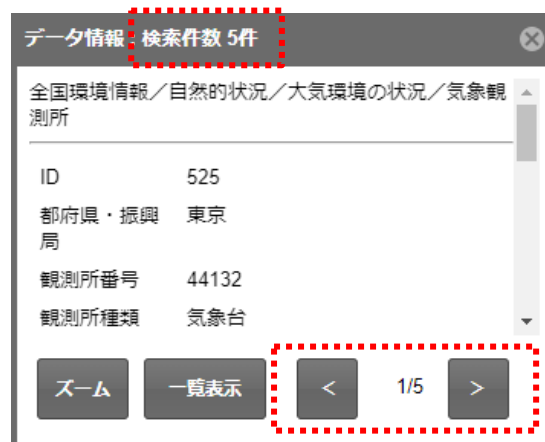 データ情報：検索件数 5件
全国環境情報／自然的状況／大気環境の状況／気象観
測所
ID 525
都府県・振興 東京
局
観測所番号 44132
観測所種類 気象台
ズーム 一覧表示 < 1/5 >